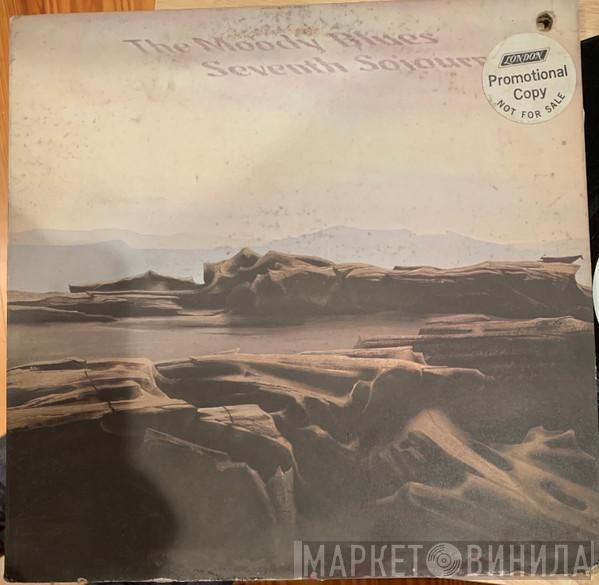 The Moody Blues
Seventh Sojourn
LONDON
Promotional
Copy
NOT FOR SALE
МАРКЕТ ВИНИЛА